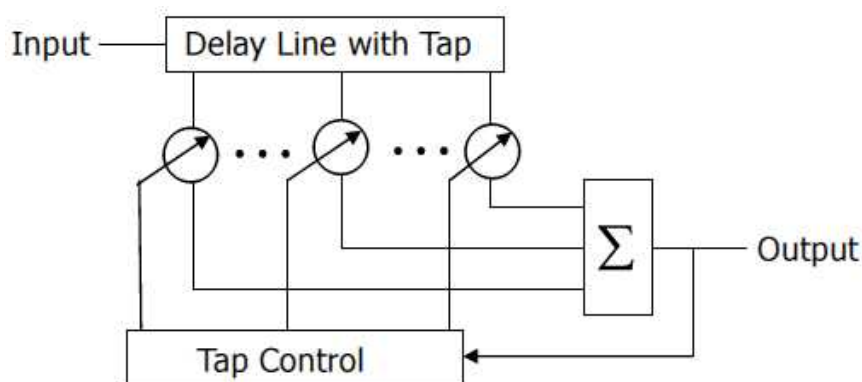 Input
Delay Line with Tap
Σ
Output
Tap Control